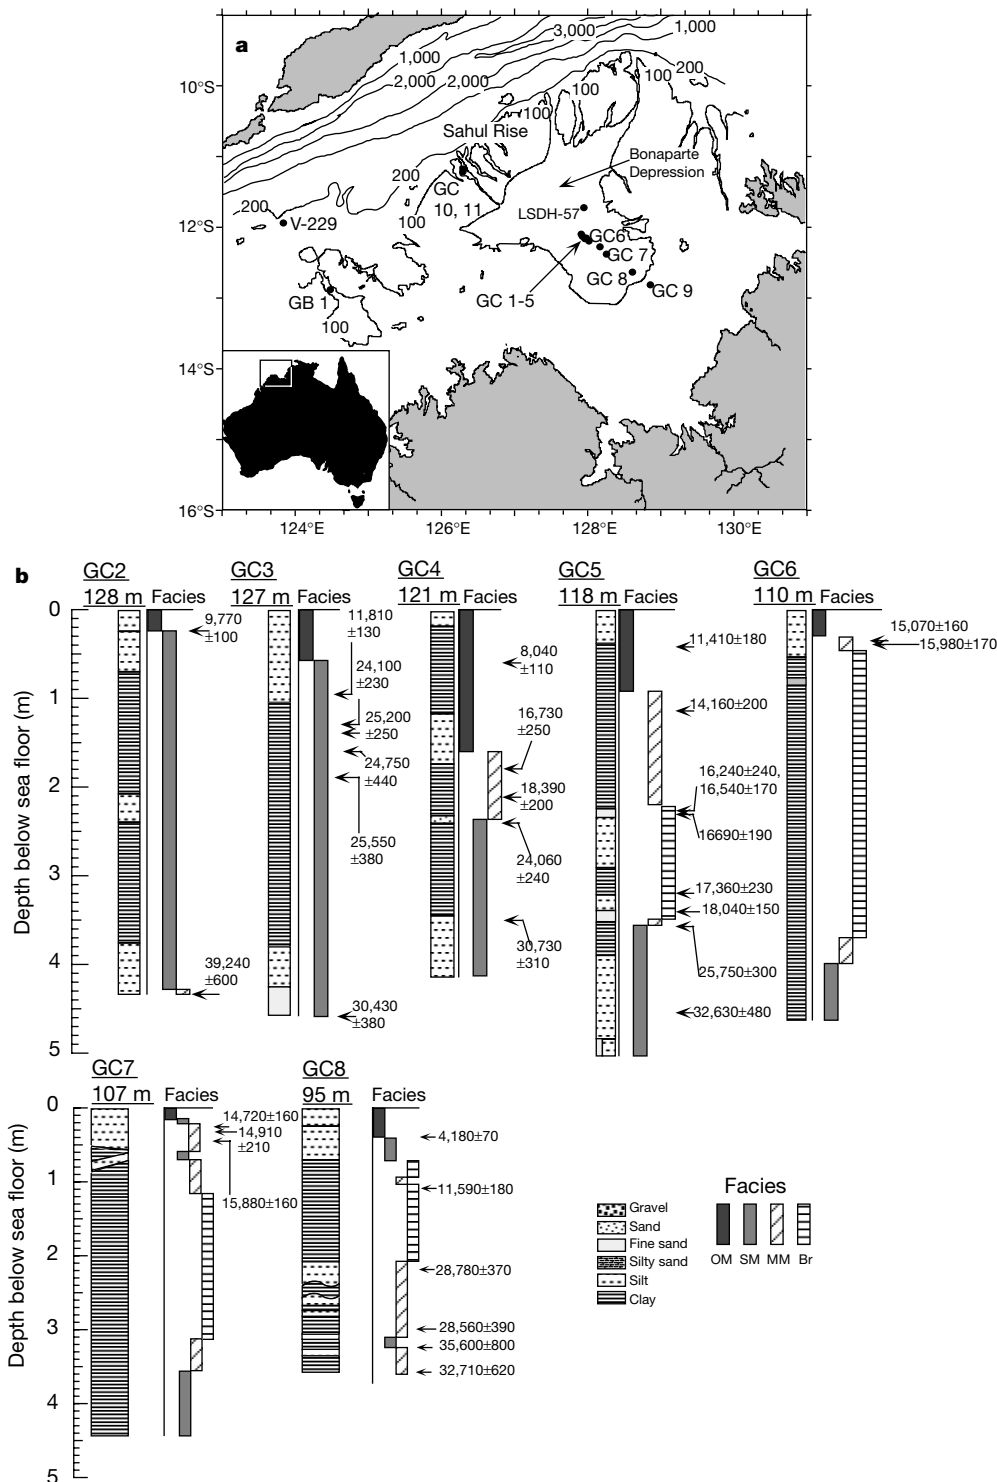 a
1,000
2,000
3,000
2,000
1,000
200
100
100
100
100
200
200
100
100
10°S
12°S
14°S
16°S
124°E
126°E
128°E
130°E
Sahul Rise
Bonaparte
Depression
GC
10, 11
LSDH-57
V-229
GC6
GC 7
GC 8
GC 9
GC 1-5
GB 1
b
GC2
128 m
Facies
GC3
127 m
Facies
GC4
121 m
Facies
GC5
118 m
Facies
GC6
110 m
Facies
Depth below sea floor (m)
0
1
2
3
4
5
9,770
±100
39,240
±600
11,810
±130
24,100
±230
25,200
±250
24,750
±440
25,550
±380
30,430
±380
8,040
±110
16,730
±250
18,390
±200
24,060
±240
30,730
±310
11,410±180
14,160±200
16,240±240,
16,540±170
16690±190
17,360±230
18,040±150
25,750±300
32,630±480
15,070±160
15,980±170
GC7
107 m
Facies
GC8
95 m
Facies
Depth below sea floor (m)
0
1
2
3
4
5
14,720±160
14,910
±210
15,880±160
4,180±70
11,590±180
28,780±370
28,560±390
35,600±800
32,710±620
Gravel
Sand
Fine sand
Silty sand
Silt
Clay
Facies
OM
SM
MM
Br